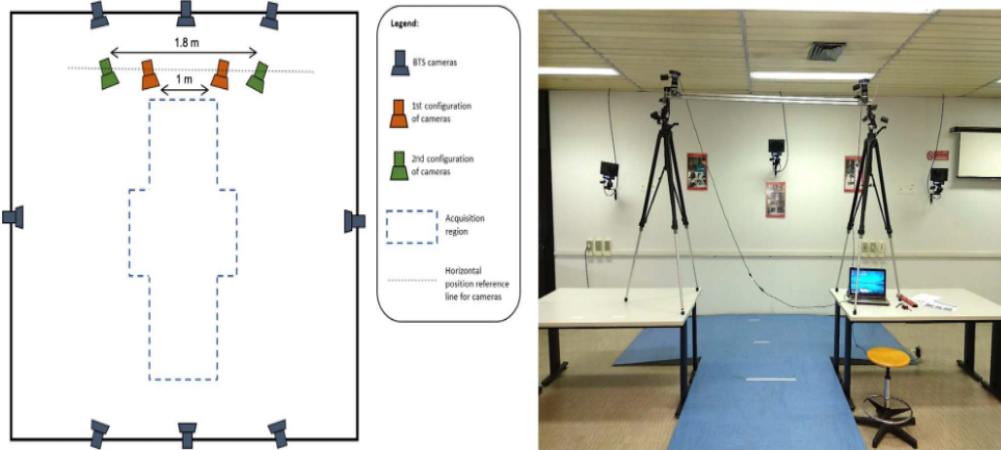 1.8 m
1 m
Legend:
BTS cameras
1st configuration
of cameras
2nd configuration
of cameras
Acquisition
region
Horizontal
position reference
line for cameras